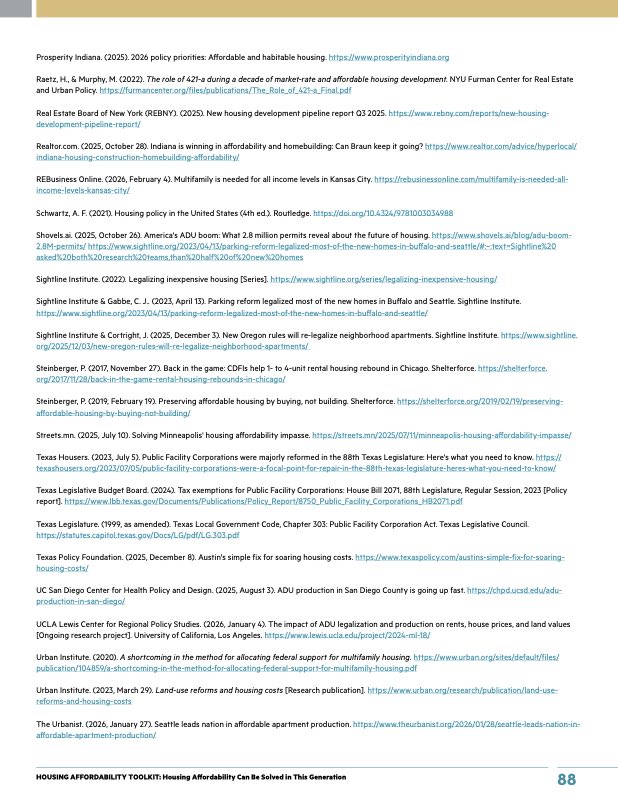 Prosperity Indiana. (2025). 2026 policy priorities: Affordable and habitable housing. https://www.prosperityindiana.org
Raetz, H., & Murphy, M. (2022). The role of 421-a during a decade of market-rate and affordable housing development. NYU Furman Center for Real Estate
and Urban Policy. https://furmancenter.org/files/publications/The_Role_of_421-a_Final.pdf
Real Estate Board of New York (REBNY). (2025). New housing development pipeline report Q3 2025. https://www.rebny.com/reports/new-housing-
development-pipeline-report/
Realtor.com. (2025, October 28). Indiana is winning in affordability and homebuilding: Can Braun keep it going? https://www.realtor.com/advice/hyperlocal/
indiana-housing-construction-homebuilding-affordability/
REBusiness Online. (2026, February 4). Multifamily is needed for all income levels in Kansas City. https://rebusinessonline.com/multifamily-is-needed-all-
income-levels-kansas-city/
Schwartz, A. F. (2021). Housing policy in the United States (4th ed.). Routledge. https://doi.org/10.4324/9781003034988
Shovels.ai. (2025, October 26). America's ADU boom: What 2.8 million permits reveal about the future of housing. https://www.shovels.ai/blog/adu-boom-
2.8M-permits/ https://www.sightline.org/2023/04/13/parking-reform-legalized-most-of-the-new-homes-in-buffalo-and-seattle/#:~:text=Sightline%20
asked%20both%20research%20teams,than%20half%20of%20new%20homes
Sightline Institute. (2022). Legalizing inexpensive housing [Series]. https://www.sightline.org/series/legalizing-inexpensive-housing/
Sightline Institute & Gabbe, C. J. (2023, April 13). Parking reform legalized most of the new homes in Buffalo and Seattle. Sightline Institute.
https://www.sightline.org/2023/04/13/parking-reform-legalized-most-of-the-new-homes-in-buffalo-and-seattle/
Sightline Institute & Cortright, J. (2025, December 3). New Oregon rules will re-legalize neighborhood apartments. Sightline Institute. https://www.sightline.
org/2025/12/03/new-oregon-rules-will-re-legalize-neighborhood-apartments/
Steinberger, P. (2017, November 27). Back in the game: CDFIs help 1- to 4-unit rental housing rebound in Chicago. Shelterforce. https://shelterforce.
org/2017/11/28/back-in-the-game-rental-housing-rebounds-in-chicago/
Steinberger, P. (2019, February 19). Preserving affordable housing by buying, not building. Shelterforce. https://shelterforce.org/2019/02/19/preserving-
affordable-housing-by-buying-not-building/
Streets.mn. (2025, July 10). Solving Minneapolis' housing affordability impasse. https://streets.mn/2025/07/11/minneapolis-housing-affordability-impasse/
Texas Housers. (2023, July 5). Public Facility Corporations were majorly reformed in the 88th Texas Legislature: Here's what you need to know. https://
texashousers.org/2023/07/05/public-facility-corporations-were-a-focal-point-for-repair-in-the-88th-texas-legislature-heres-what-you-need-to-know/
Texas Legislative Budget Board. (2024). Tax exemptions for Public Facility Corporations: House Bill 2071, 88th Legislature, Regular Session, 2023 [Policy
report]. https://www.lbb.texas.gov/Documents/Publications/Policy_Report/8750_Public_Facility_Corporations_HB2071.pdf
Texas Legislature. (1999, as amended). Texas Local Government Code, Chapter 303: Public Facility Corporation Act. Texas Legislative Council.
https://statutes.capitol.texas.gov/Docs/LG/pdf/LG.303.pdf
Texas Policy Foundation. (2025, December 8). Austin's simple fix for soaring housing costs. https://www.texaspolicy.com/austins-simple-fix-for-soaring-
housing-costs/
UC San Diego Center for Health Policy and Design. (2025, August 3). ADU production in San Diego County is going up fast. https://chpd.ucsd.edu/adu-
production-in-san-diego/
UCLA Lewis Center for Regional Policy Studies. (2026, January 4). The impact of ADU legalization and production on rents, house prices, and land values
[Ongoing research project]. University of California, Los Angeles. https://www.lewis.ucla.edu/project/2024-ml-18/
Urban Institute. (2020). A shortcoming in the method for allocating federal support for multifamily housing. https://www.urban.org/sites/default/files/
publication/104859/a-shortcoming-in-the-method-for-allocating-federal-support-for-multifamily-housing.pdf
Urban Institute. (2023, March 29). Land-use reforms and housing costs [Research publication]. https://www.urban.org/research/publication/land-use-
reforms-and-housing-costs
The Urbanist. (2026, January 27). Seattle leads nation in affordable apartment production. https://www.theurbanist.org/2026/01/28/seattle-leads-nation-in-
affordable-apartment-production/
HOUSING AFFORDABILITY TOOLKIT: Housing Affordability Can Be Solved in This Generation
88